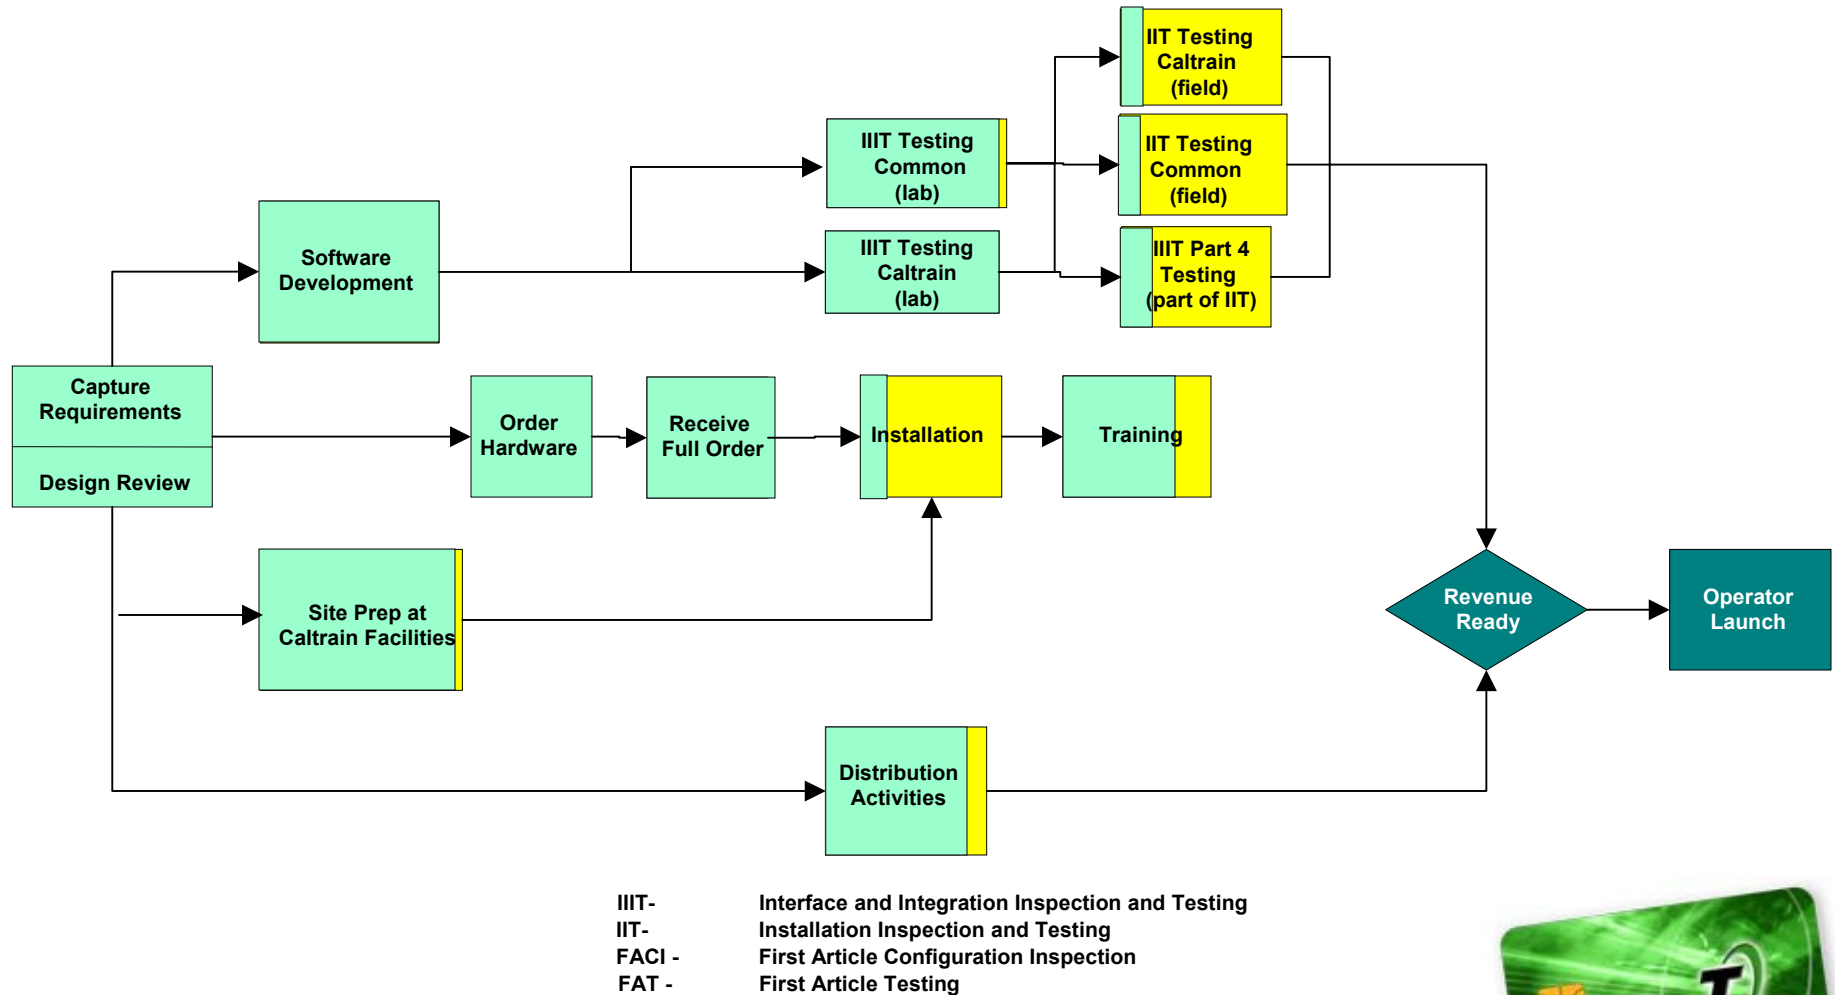 IIT Testing
Caltrain
(field)
IIIT Testing
Common
(lab)
IIT Testing
Common
(field)
Software
Development
IIIT Testing
Caltrain
(lab)
IIIT Part 4
Testing
(part of IIT)
Capture
Requirements
Design Review
Order
Hardware
Receive
Full Order
Installation
Training
Site Prep at
Caltrain Facilities
Revenue
Ready
Operator
Launch
Distribution
Activities
IIIT- Interface and Integration Inspection and Testing
IIT- Installation Inspection and Testing
FACI - First Article Configuration Inspection
FAT - First Article Testing
T